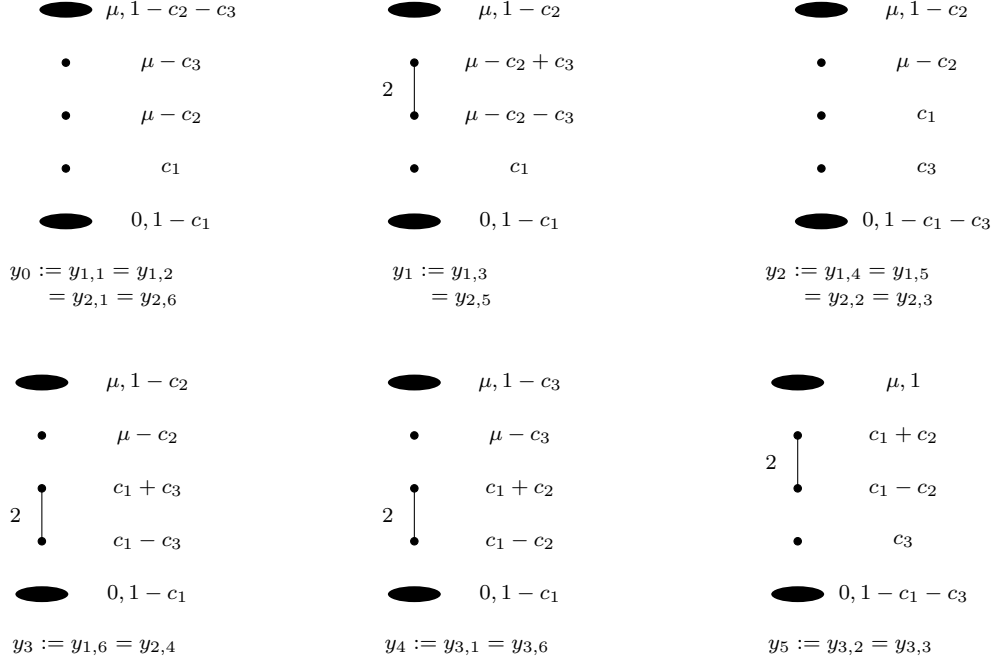 μ, 1 − c₂ − c₃
μ − c₃
μ − c₂
c₁
0, 1 − c₁
y₀ := y₁,₁ = y₁,₂
= y₂,₁ = y₂,₆
μ, 1 − c₂
μ − c₂ + c₃
2
μ − c₂ − c₃
c₁
0, 1 − c₁
y₁ := y₁,₃
= y₂,₅
μ, 1 − c₂
μ − c₂
c₁
c₃
0, 1 − c₁ − c₃
y₂ := y₁,₄ = y₁,₅
= y₂,₂ = y₂,₃
μ, 1 − c₂
μ − c₂
c₁ + c₃
2
c₁ − c₃
0, 1 − c₁
y₃ := y₁,₆ = y₂,₄
μ, 1 − c₃
μ − c₃
c₁ + c₂
2
c₁ − c₂
0, 1 − c₁
y₄ := y₃,₁ = y₃,₆
μ, 1
c₁ + c₂
2
c₁ − c₂
c₃
0, 1 − c₁ − c₃
y₅ := y₃,₂ = y₃,₃